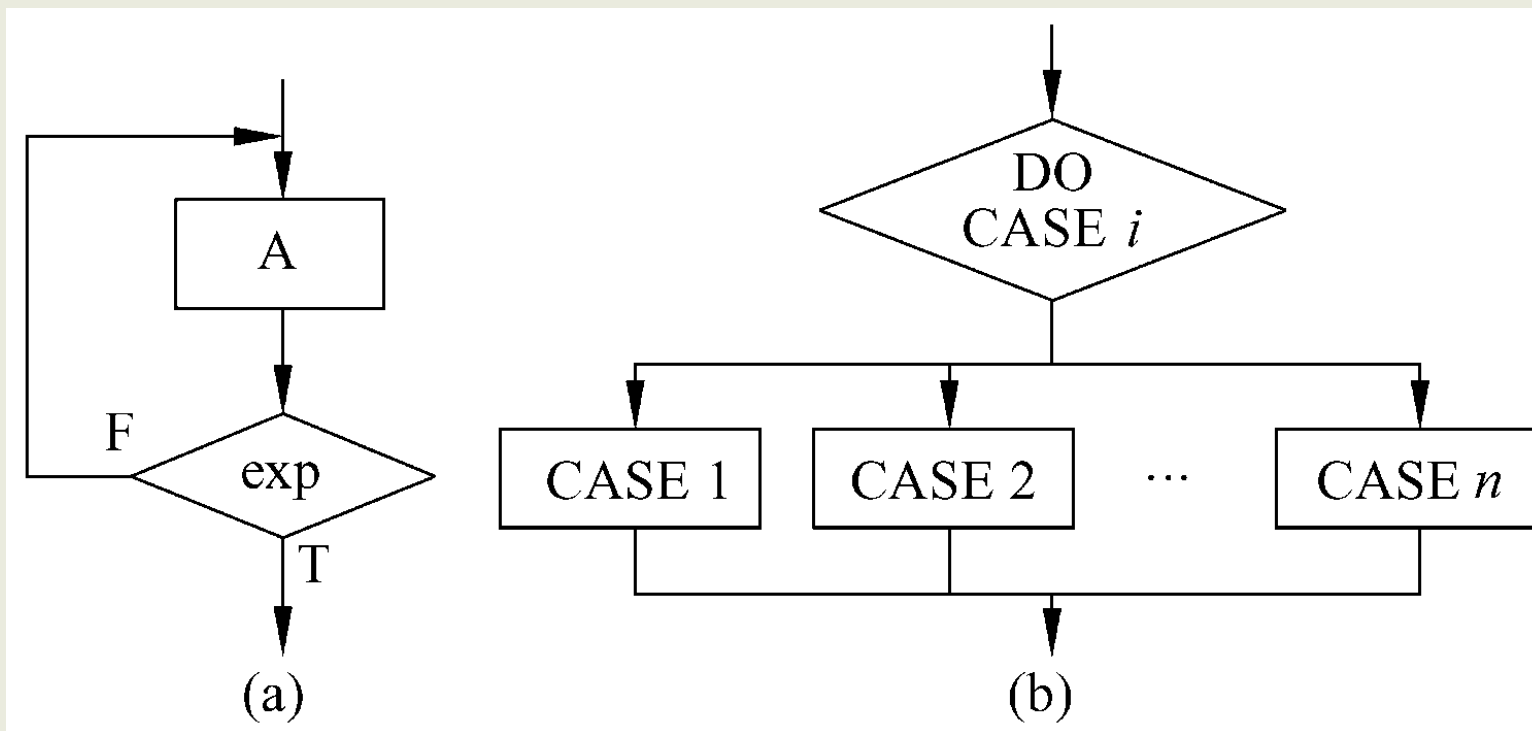 A
F
exp
T
(a)
DO
CASE i
CASE 1
CASE 2
...
CASE n
(b)